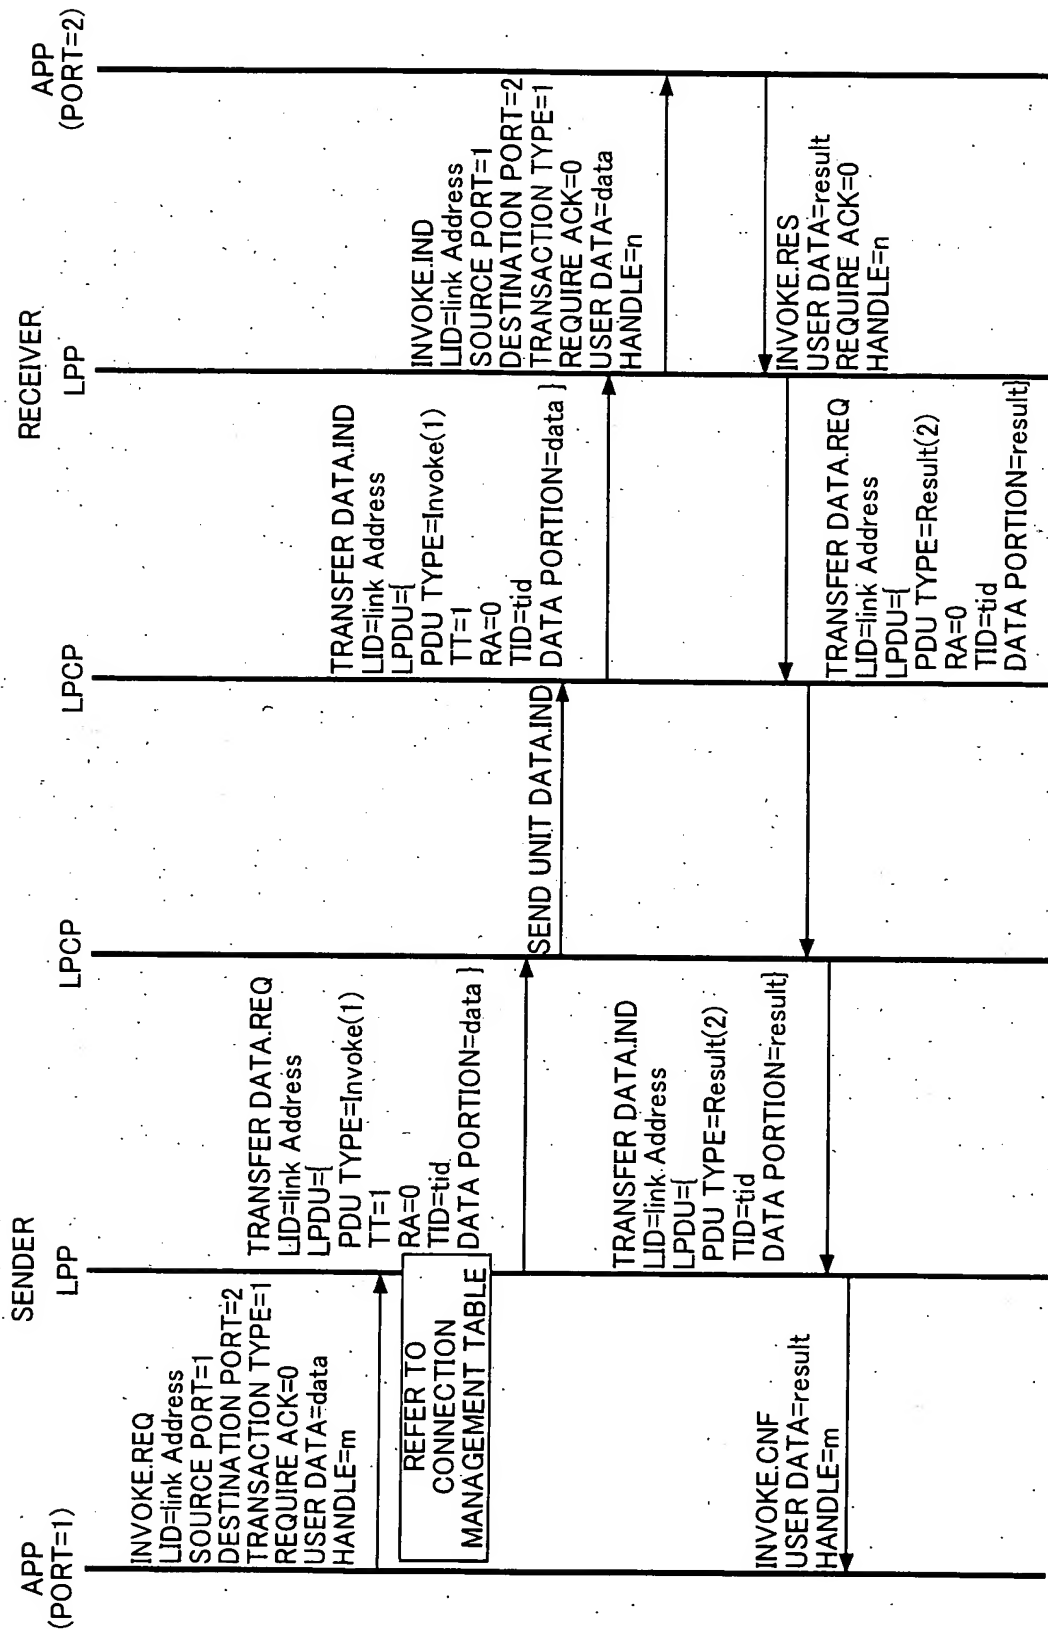 SENDER
RECEIVER
APP
(PORT=1)
LPP
LPCP
LPCP
LPP
APP
(PORT=2)
INVOKE.REQ
LID=link Address
SOURCE PORT=1
DESTINATION PORT=2
TRANSACTION TYPE=1
REQUIRE ACK=0
USER DATA=data
HANDLE=m
REFER TO
CONNECTION
MANAGEMENT TABLE
TRANSFER DATA.REQ
LID=link Address
LPDU={
PDU TYPE=Invoke(1)
TT=1
RA=0
TID=tid
DATA PORTION=data }
SEND UNIT DATA.IND
TRANSFER DATA.IND
LID=link Address
LPDU={
PDU TYPE=Invoke(1)
TT=1
RA=0
TID=tid
DATA PORTION=data }
INVOKE.IND
LID=link Address
SOURCE PORT=1
DESTINATION PORT=2
TRANSACTION TYPE=1
REQUIRE ACK=0
USER DATA=data
HANDLE=n
INVOKE.RES
USER DATA=result
REQUIRE ACK=0
HANDLE=n
TRANSFER DATA.REQ
LID=link Address
LPDU={
PDU TYPE=Result(2)
RA=0
TID=tid
DATA PORTION=result}
TRANSFER DATA.IND
LID=link Address
LPDU={
PDU TYPE=Result(2)
TID=tid
DATA PORTION=result}
INVOKE.CNF
USER DATA=result
HANDLE=m